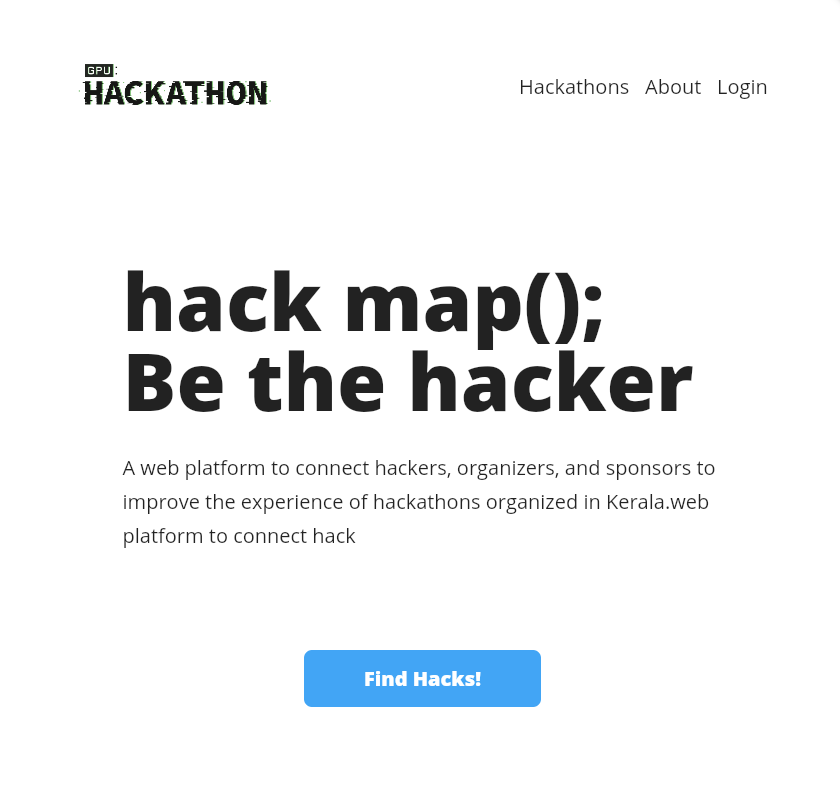 GPU:
HACKATHON
Hackathons About Login
hack map();
Be the hacker
A web platform to connect hackers, organizers, and sponsors to
improve the experience of hackathons organized in Kerala.web
platform to connect hack
Find Hacks!